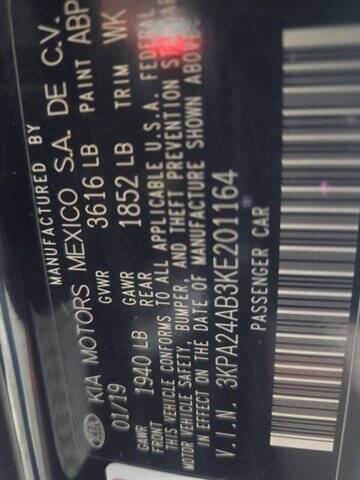 MANUFACTURED BY
KIA KIA MOTORS MEXICO S.A. DE C.V.
01/19 GVWR 3616 LB PAINT ABP
GAWR FRONT 1940 LB GAWR REAR 1852 LB TRIM WK
THIS VEHICLE CONFORMS TO ALL APPLICABLE U.S.A. FEDERAL
MOTOR VEHICLE SAFETY, BUMPER, AND THEFT PREVENTION
IN EFFECT ON THE DATE OF MANUFACTURE SHOWN ABOVE.
V.I.N. 3KPA24AB3KE201164
PASSENGER CAR